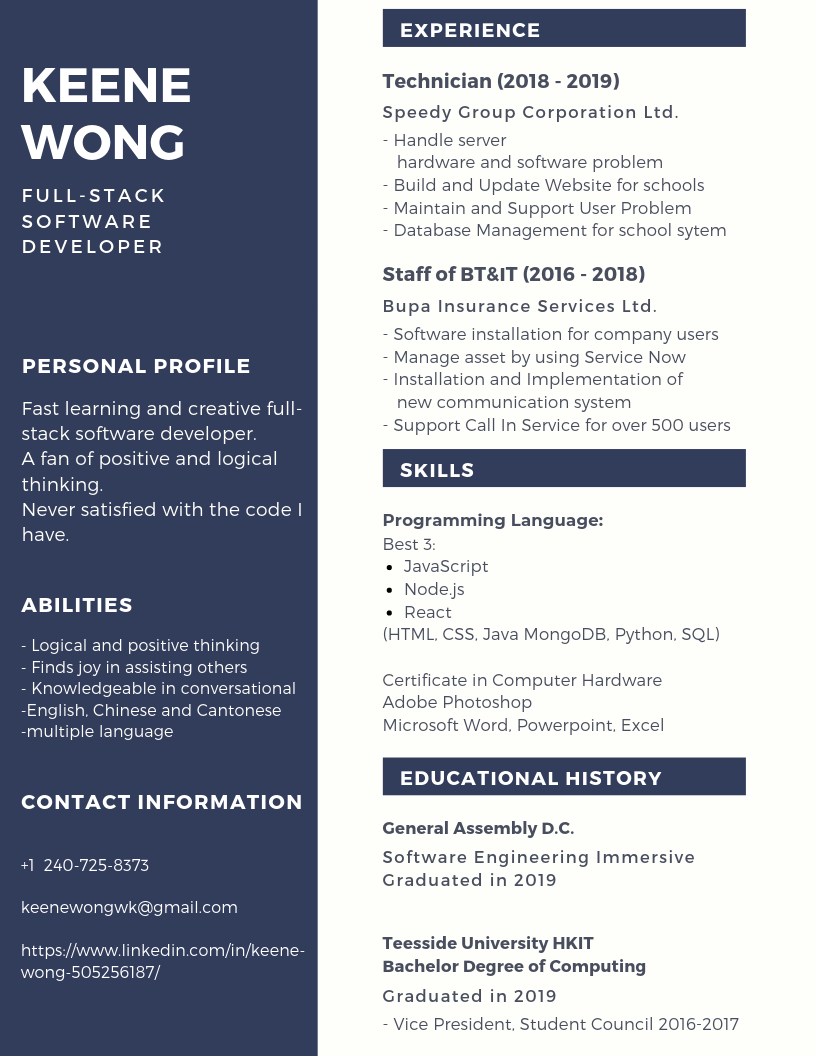 KEENE
WONG
FULL-STACK
SOFTWARE
DEVELOPER
PERSONAL PROFILE
Fast learning and creative full-
stack software developer.
A fan of positive and logical
thinking.
Never satisfied with the code I
have.
ABILITIES
- Logical and positive thinking
- Finds joy in assisting others
- Knowledgeable in conversational
-English, Chinese and Cantonese
-multiple language
CONTACT INFORMATION
+1  240-725-8373
keenewongwk@gmail.com
https://www.linkedin.com/in/keene-
wong-505256187/
EXPERIENCE
Technician (2018 - 2019)
Speedy Group Corporation Ltd.
- Handle server
hardware and software problem
- Build and Update Website for schools
- Maintain and Support User Problem
- Database Management for school sytem
Staff of BT&IT (2016 - 2018)
Bupa Insurance Services Ltd.
- Software installation for company users
- Manage asset by using Service Now
- Installation and Implementation of
new communication system
- Support Call In Service for over 500 users
SKILLS
Programming Language:
Best 3:
• JavaScript
• Node.js
• React
(HTML, CSS, Java MongoDB, Python, SQL)
Certificate in Computer Hardware
Adobe Photoshop
Microsoft Word, Powerpoint, Excel
EDUCATIONAL HISTORY
General Assembly D.C.
Software Engineering Immersive
Graduated in 2019
Teesside University HKIT
Bachelor Degree of Computing
Graduated in 2019
- Vice President, Student Council 2016-2017